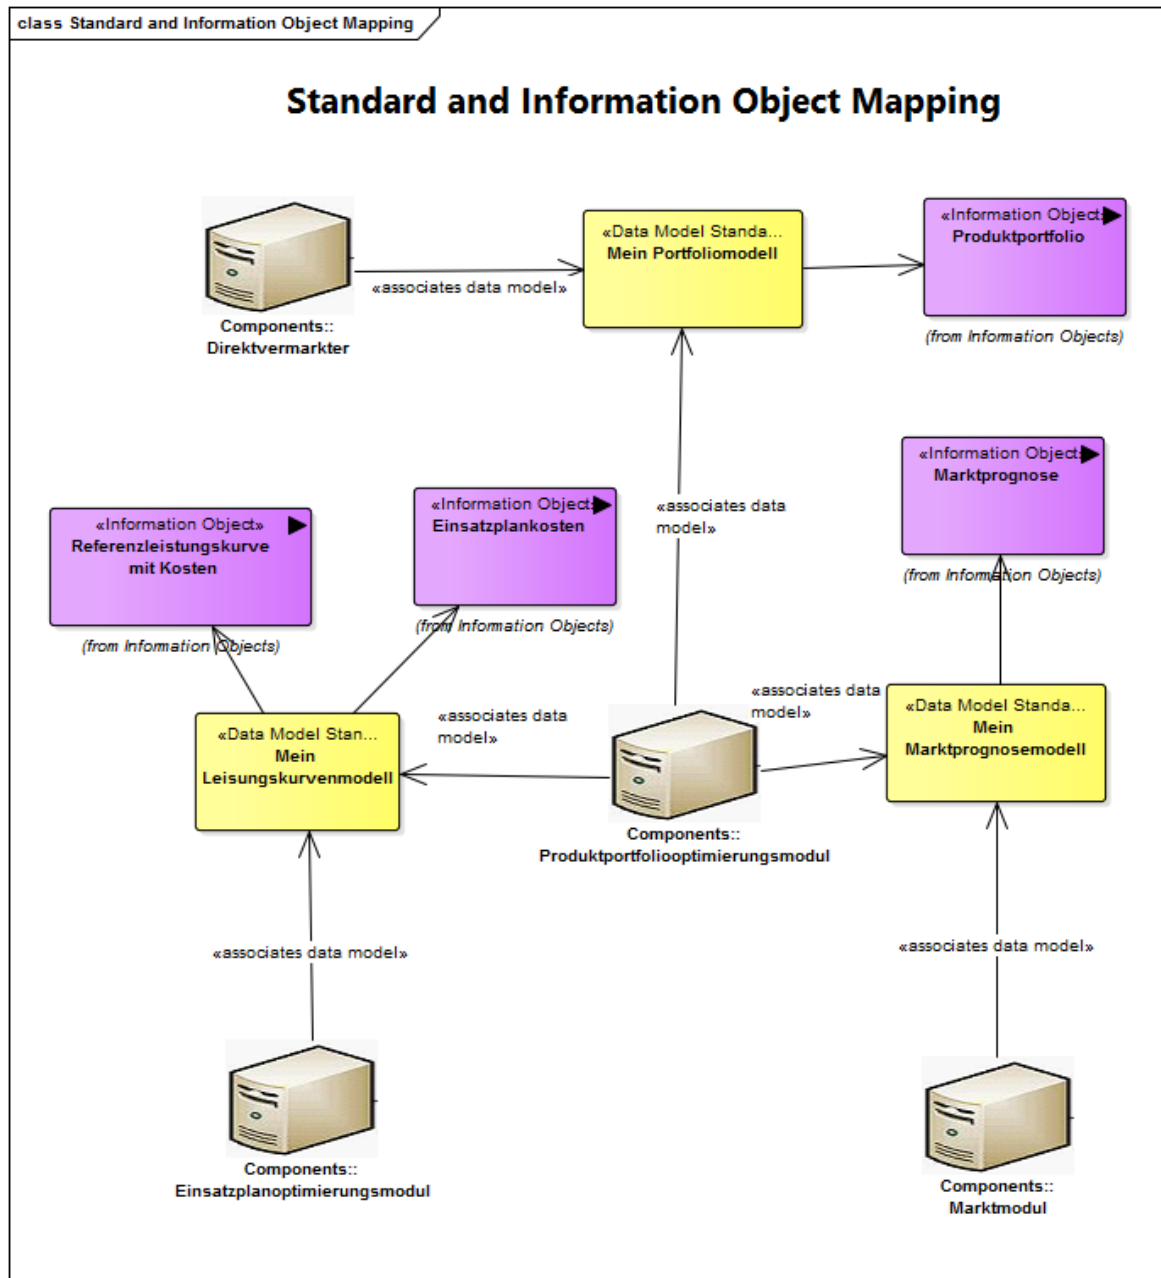 class Standard and Information Object Mapping
Standard and Information Object Mapping
«Data Model Standa...
Mein Portfoliomodell
«Information Object»
Produktportfolio
(from Information Objects)
«associates data model»
Components::
Direktvermarkter
«Information Object»
Marktprognose
(from Information Objects)
«Information Object»
Referenzleistungskurve
mit Kosten
(from Information Objects)
«Information Object»
Einsatzplankosten
(from Information Objects)
«associates data
model»
«associates data
model»
«associates data
model»
«Data Model Stan...
Mein
Leisungskurvenmodell
«Data Model Standa...
Mein
Marktprognosemodell
Components::
Produktportfoliooptimierungsmodul
«associates data model»
«associates data model»
Components::
Einsatzplanoptimierungsmodul
Components::
Marktmodul